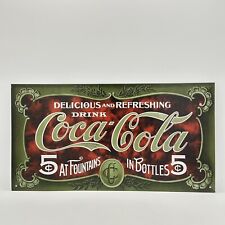 DELICIOUS AND REFRESHING
DRINK
Coca-Cola
5¢ AT FOUNTAINS IN BOTTLES 5¢